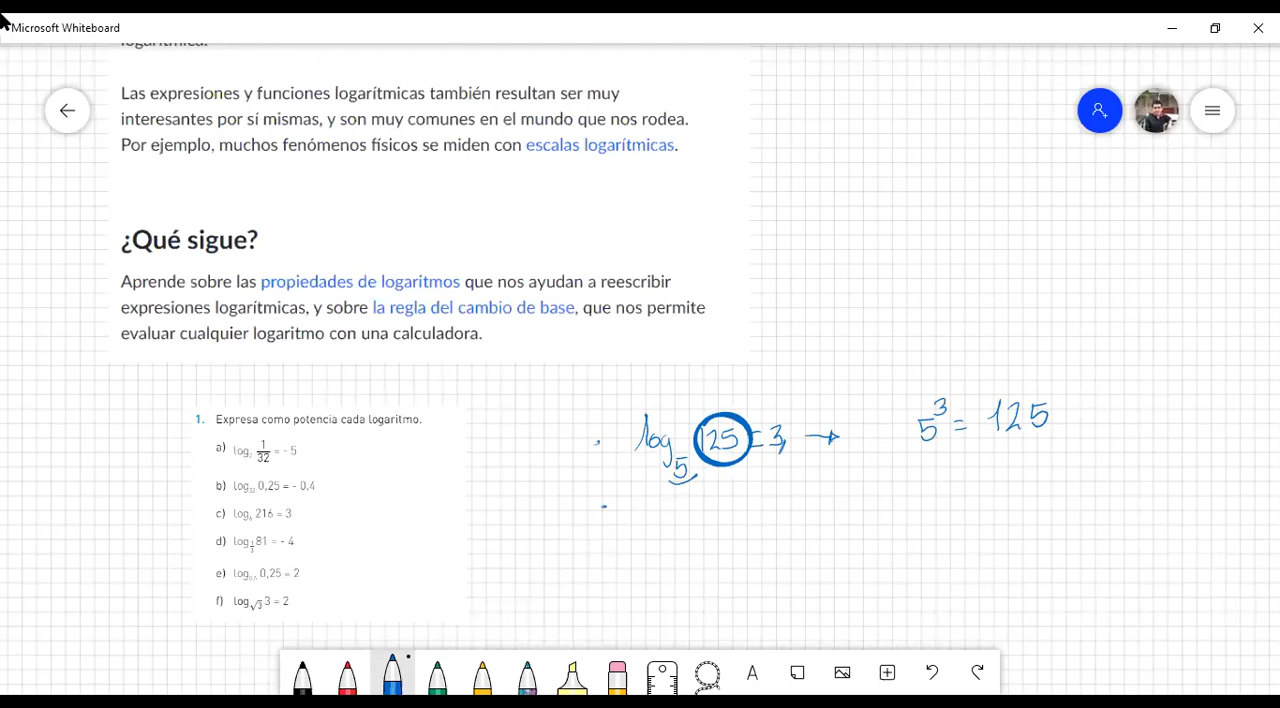 Microsoft Whiteboard
logarítmica.
Las expresiones y funciones logarítmicas también resultan ser muy
interesantes por sí mismas, y son muy comunes en el mundo que nos rodea.
Por ejemplo, muchos fenómenos físicos se miden con escalas logarítmicas.
¿Qué sigue?
Aprende sobre las propiedades de logaritmos que nos ayudan a reescribir
expresiones logarítmicas, y sobre la regla del cambio de base, que nos permite
evaluar cualquier logaritmo con una calculadora.
1. Expresa como potencia cada logaritmo.
a) log 1/32 = - 5
b) log₃₂ 0,25 = - 0,4
c) log₆ 216 = 3
d) log 81 = - 4
e) log 0,25 = 2
f) log√3 3 = 2
log₅ 125 = 3, → 5³ = 125
A